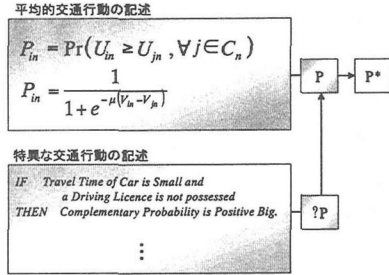 平均的交通行動の記述
P_in = Pr(U_in ≥ U_jn , ∀j∈C_n)
P_in = 1 / (1+e^{-μ(V_in-V_jn)})
P
P*
特異な交通行動の記述
IF Travel Time of Car is Small and
a Driving Licence is not possessed
THEN Complementary Probability is Positive Big.
⋮
?P